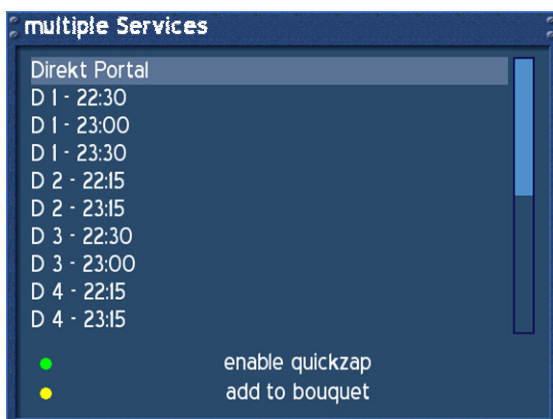 multiple Services
Direkt Portal
D 1 - 22:30
D 1 - 23:00
D 1 - 23:30
D 2 - 22:15
D 2 - 23:15
D 3 - 22:30
D 3 - 23:00
D 4 - 22:15
D 4 - 23:15
enable quickzap
add to bouquet